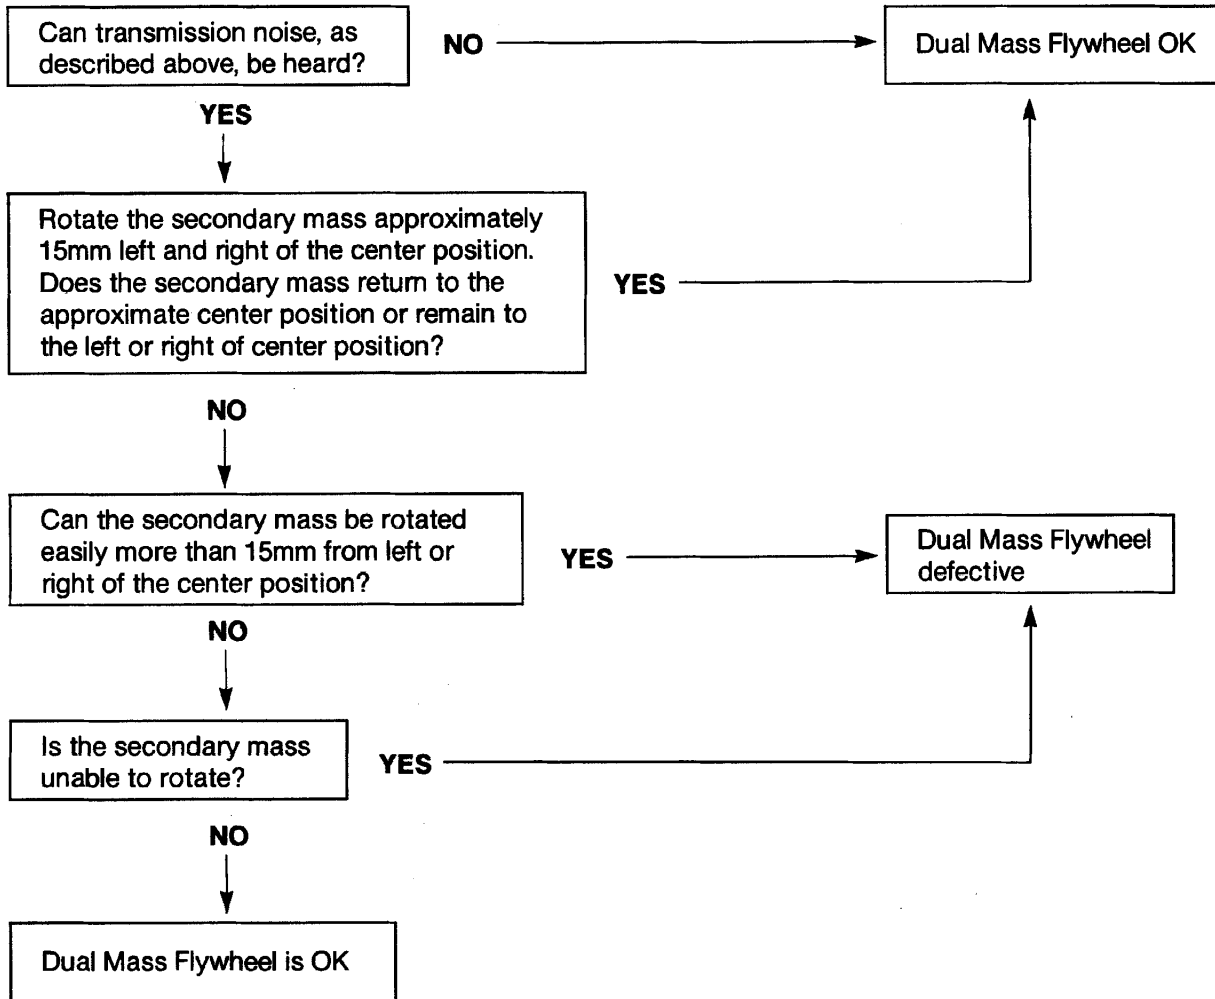 Can transmission noise, as
described above, be heard?
NO
Dual Mass Flywheel OK
YES
Rotate the secondary mass approximately
15mm left and right of the center position.
Does the secondary mass return to the
approximate center position or remain to
the left or right of center position?
YES
NO
Can the secondary mass be rotated
easily more than 15mm from left or
right of the center position?
YES
Dual Mass Flywheel
defective
NO
Is the secondary mass
unable to rotate?
YES
NO
Dual Mass Flywheel is OK